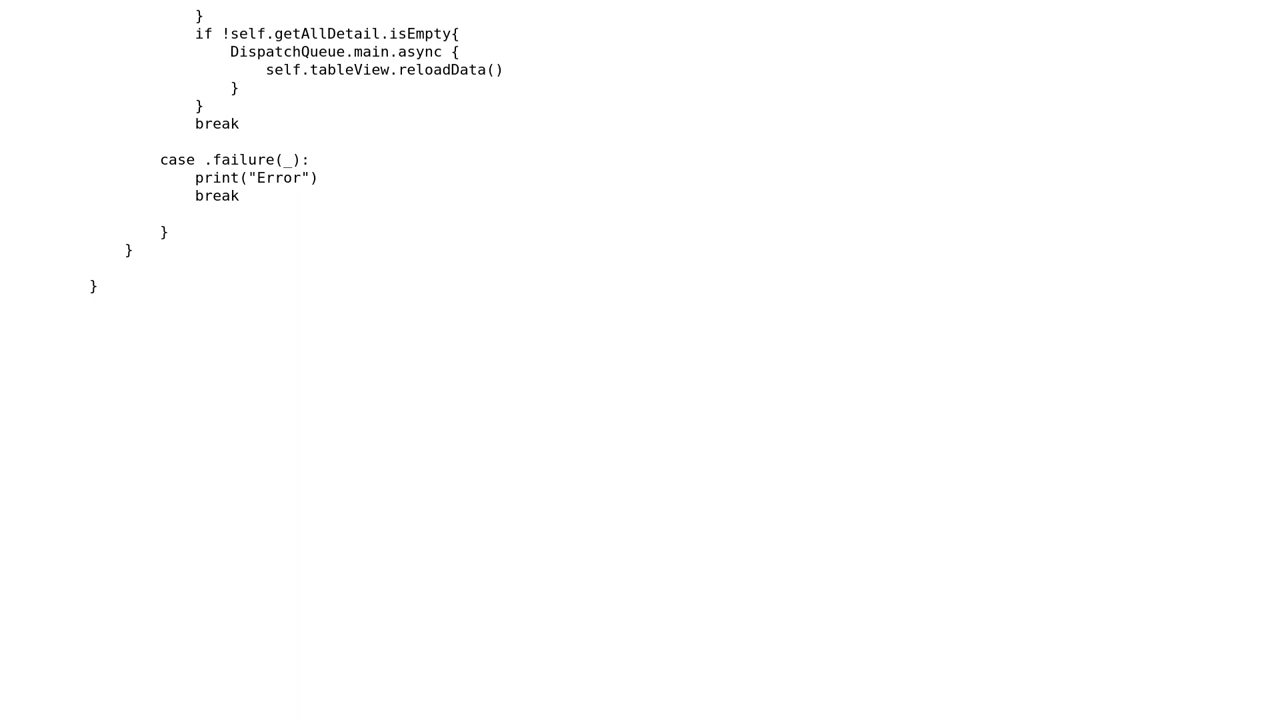 }
if !self.getAllDetail.isEmpty{
DispatchQueue.main.async {
self.tableView.reloadData()
}
}
break
case .failure(_):
print("Error")
break
}
}
}